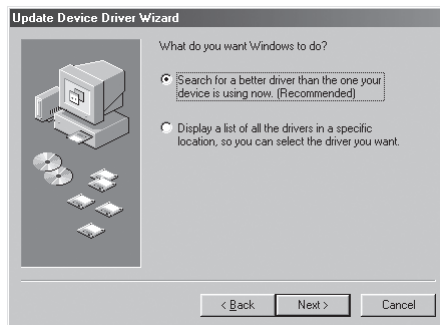 Update Device Driver Wizard
What do you want Windows to do?
Search for a better driver than the one your
device is using now. (Recommended)
Display a list of all the drivers in a specific
location, so you can select the driver you want.
< Back
Next >
Cancel